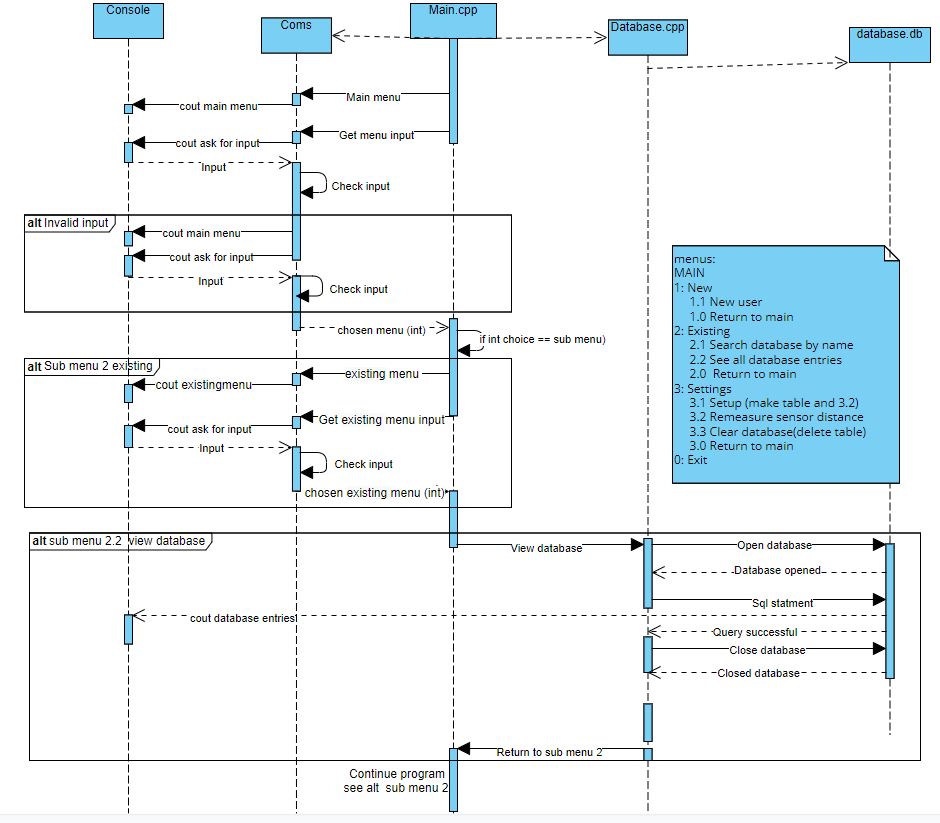 Console
Coms
Main.cpp
Database.cpp
database.db
Main menu
cout main menu
Get menu input
cout ask for input
Input
Check input
alt Invalid input
cout main menu
cout ask for input
Input
Check input
chosen menu (int)
if int choice == sub menu)
alt Sub menu 2 existing
existing menu
cout existingmenu
Get existing menu input
cout ask for input
Input
Check input
chosen existing menu (int)
menus:
MAIN
1: New
1.1 New user
1.0 Return to main
2: Existing
2.1 Search database by name
2.2 See all database entries
2.0 Return to main
3: Settings
3.1 Setup (make table and 3.2)
3.2 Remeasure sensor distance
3.3 Clear database(delete table)
3.0 Return to main
0: Exit
alt sub menu 2.2 view database
View database
Open database
Database opened
Sql statment
cout database entries
Query successful
Close database
Closed database
Return to sub menu 2
Continue program
see alt sub menu 2